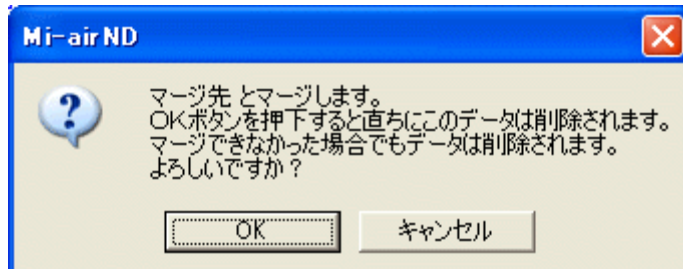 Mi-air ND
マージ先 とマージします。
OKボタンを押下すると直ちにこのデータは削除されます。
マージできなかった場合でもデータは削除されます。
よろしいですか？
OK
キャンセル